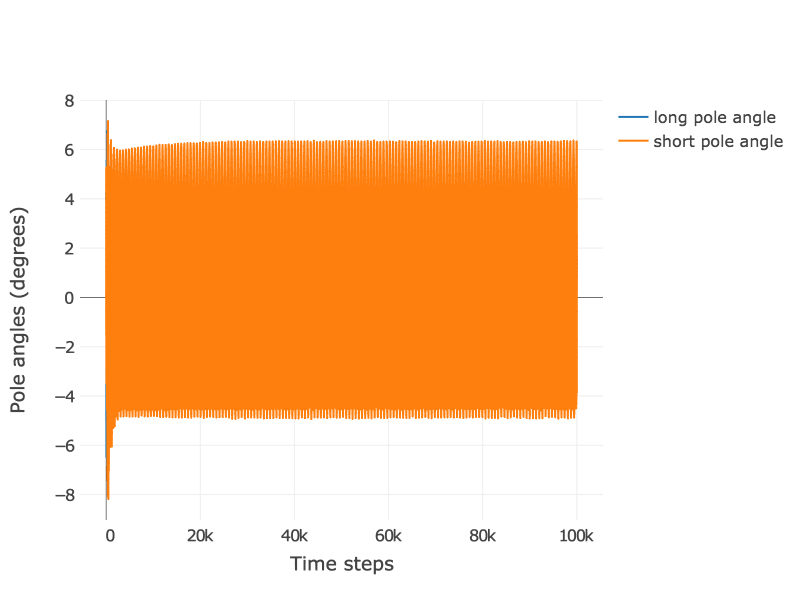 long pole angle
short pole angle
8
6
4
2
0
−2
−4
−6
−8
Pole angles (degrees)
0
20k
40k
60k
80k
100k
Time steps